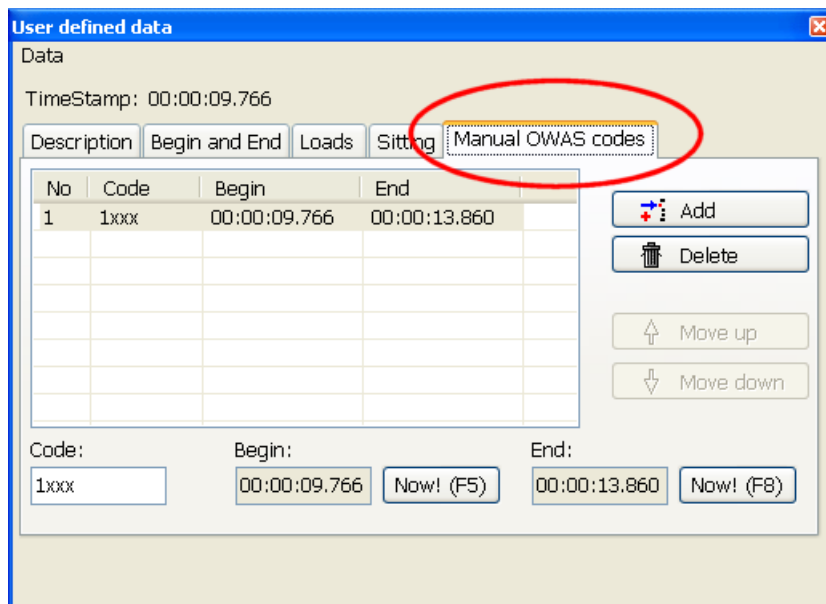 User defined data
Data
TimeStamp: 00:00:09.766
Description Begin and End Loads Sitting Manual OWAS codes
No Code Begin End
1 1xxx 00:00:09.766 00:00:13.860
Add
Delete
Move up
Move down
Code: Begin: End:
1xxx 00:00:09.766 Now! (F5) 00:00:13.860 Now! (F8)